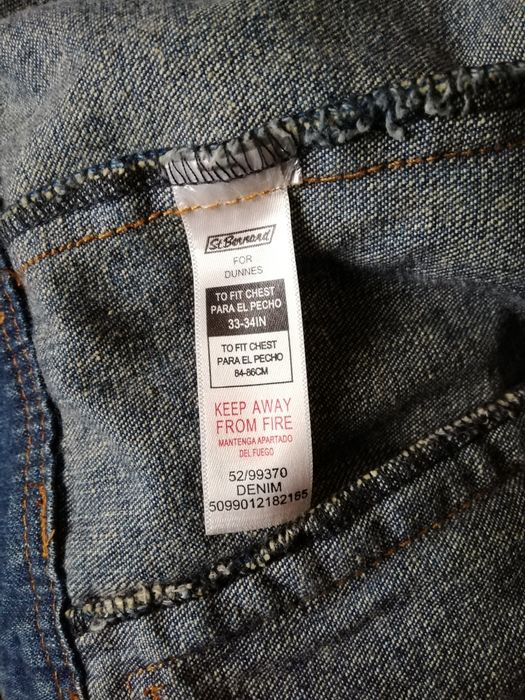 St Bernard
FOR
DUNNES
TO FIT CHEST
PARA EL PECHO
33-34IN
TO FIT CHEST
PARA EL PECHO
84-86CM
KEEP AWAY
FROM FIRE
MANTENGA APARTADO
DEL FUEGO
52/99370
DENIM
5099012182185